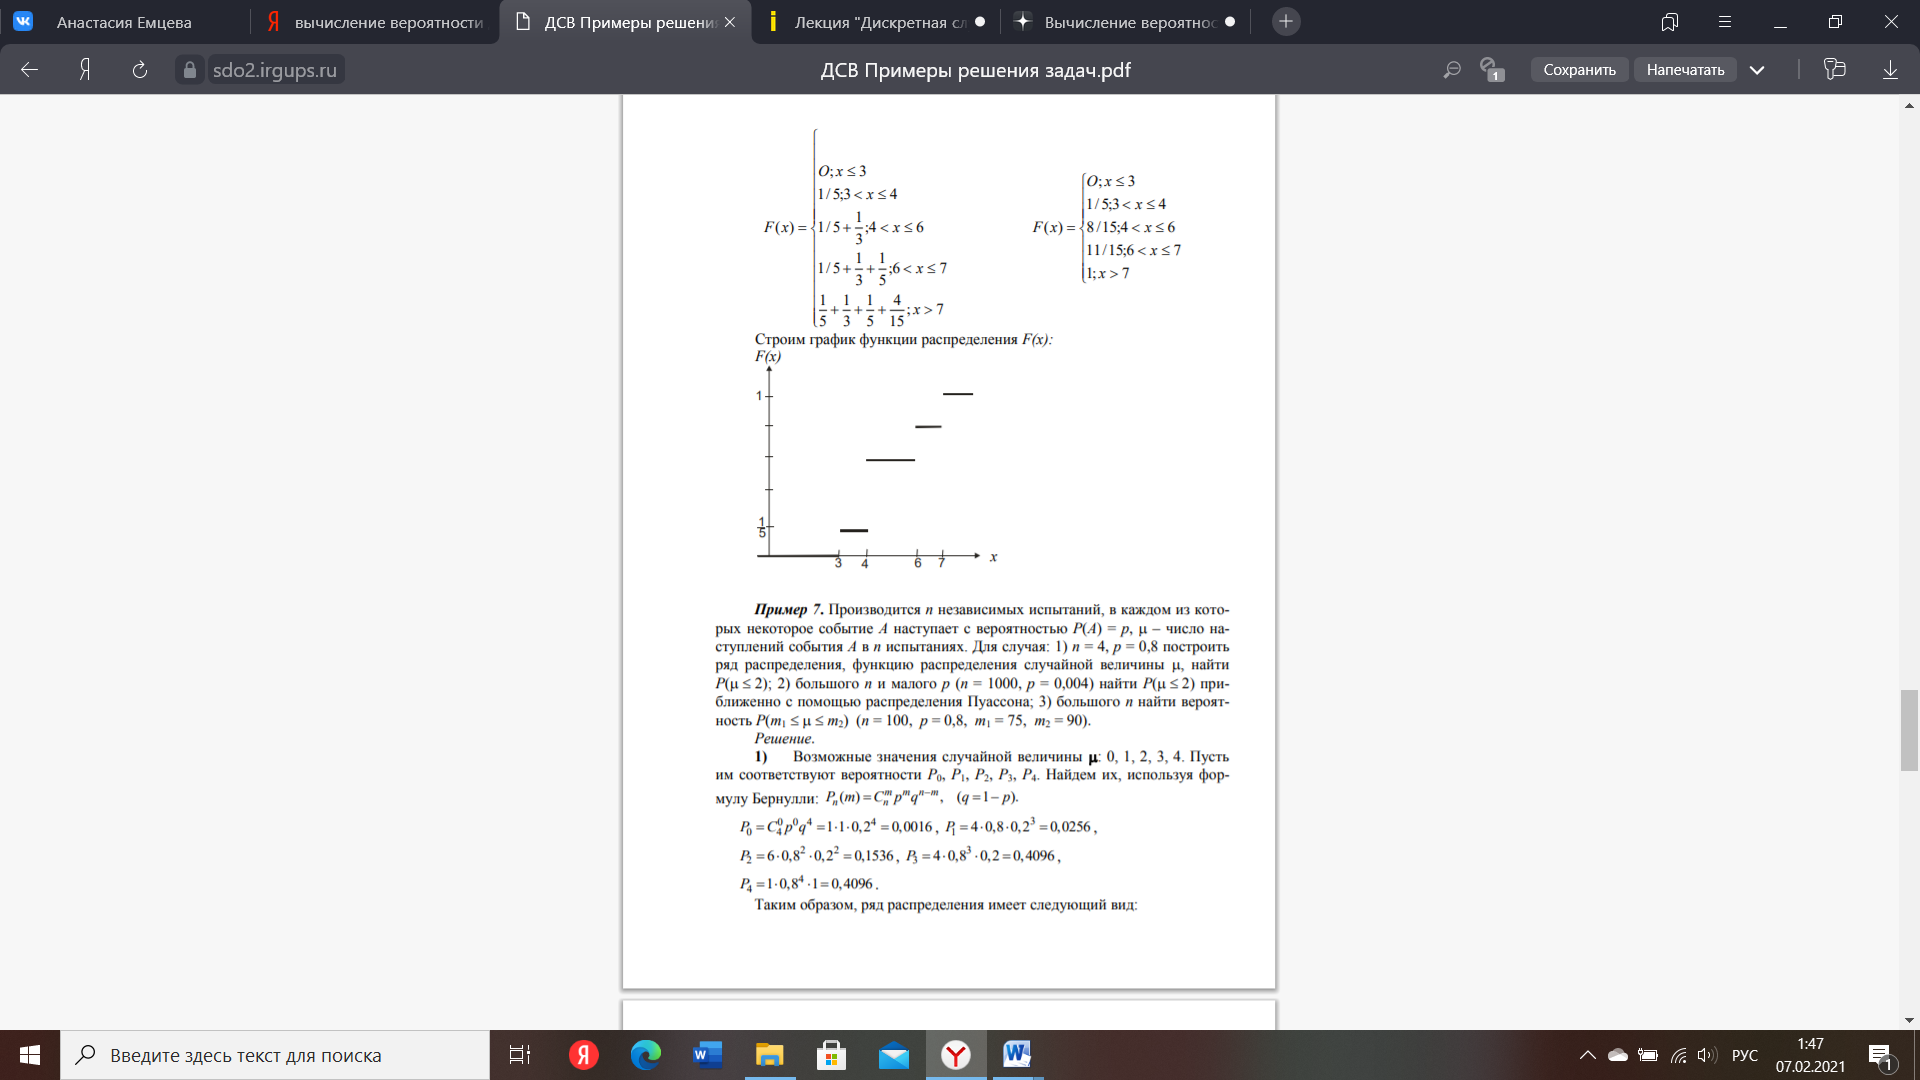 Анастасия Емцева
вычисление вероятности
ДСВ Примеры решени
Лекция "Дискретная сл
Вычисление вероятнос
sdo2.irgups.ru
ДСВ Примеры решения задач.pdf
1
Сохранить
Напечатать
F(x) =
O; x ≤ 3
1/5; 3 < x ≤ 4
1/5 + 1/3; 4 < x ≤ 6
1/5 + 1/3 + 1/5; 6 < x ≤ 7
1/5 + 1/3 + 1/5 + 4/15; x > 7
F(x) =
O; x ≤ 3
1/5; 3 < x ≤ 4
8/15; 4 < x ≤ 6
11/15; 6 < x ≤ 7
1; x > 7
Строим график функции распределения F(x):
F(x)
1
1/5
3 4 6 7 x
Пример 7. Производится n независимых испытаний, в каждом из кото-
рых некоторое событие A наступает с вероятностью P(A) = p, μ – число на-
ступлений события A в n испытаниях. Для случая: 1) n = 4, p = 0,8 построить
ряд распределения, функцию распределения случайной величины μ, найти
P(μ ≤ 2); 2) большого n и малого p (n = 1000, p = 0,004) найти P(μ ≤ 2) при-
ближенно с помощью распределения Пуассона; 3) большого n найти вероят-
ность P(m₁ ≤ μ ≤ m₂) (n = 100, p = 0,8, m₁ = 75, m₂ = 90).
Решение.
1) Возможные значения случайной величины μ: 0, 1, 2, 3, 4. Пусть
им соответствуют вероятности P₀, P₁, P₂, P₃, P₄. Найдем их, используя фор-
мулу Бернулли: Pₙ(m) = Cₙᵐ pᵐ qⁿ⁻ᵐ, (q = 1 – p).
P₀ = C₄⁰ p⁰ q⁴ = 1·1·0,2⁴ = 0,0016 , P₁ = 4·0,8·0,2³ = 0,0256 ,
P₂ = 6·0,8²·0,2² = 0,1536 , P₃ = 4·0,8³·0,2 = 0,4096 ,
P₄ = 1·0,8⁴·1 = 0,4096 .
Таким образом, ряд распределения имеет следующий вид:
Введите здесь текст для поиска
РУС
1:47
07.02.2021
1